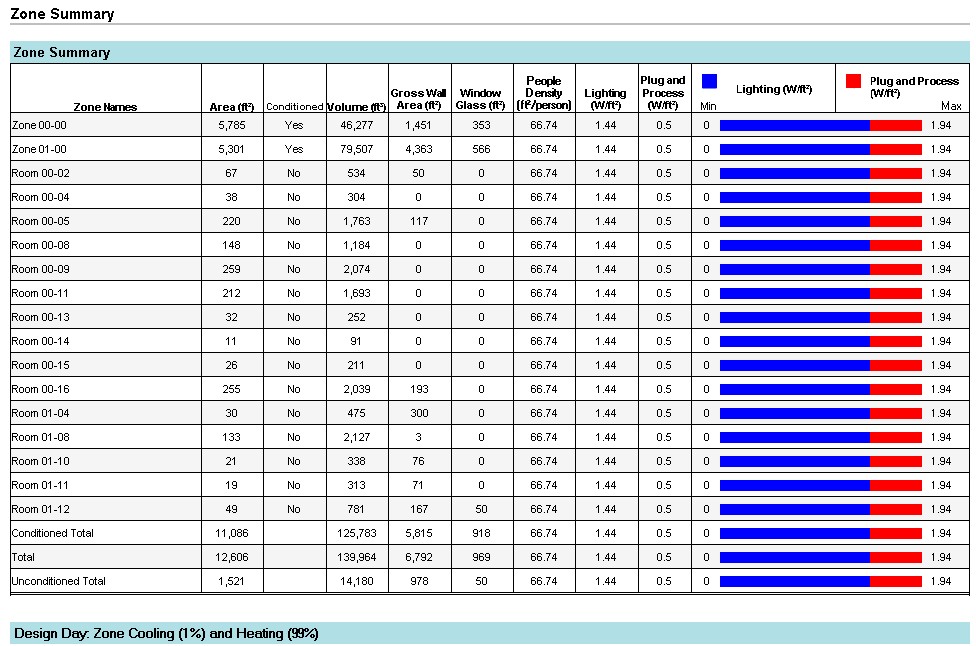 Zone Summary
Zone Summary
Zone Names Area (ft²) Conditioned Volume (ft³) Gross Wall Area (ft²) Window Glass (ft²) People Density (ft²/person) Lighting (W/ft²) Plug and Process (W/ft²) Min Lighting (W/ft²) Plug and Process (W/ft²) Max
Zone 00-00 5,785 Yes 46,277 1,451 353 66.74 1.44 0.5 0 1.94
Zone 01-00 5,301 Yes 79,507 4,363 566 66.74 1.44 0.5 0 1.94
Room 00-02 67 No 534 50 0 66.74 1.44 0.5 0 1.94
Room 00-04 38 No 304 0 0 66.74 1.44 0.5 0 1.94
Room 00-05 220 No 1,763 117 0 66.74 1.44 0.5 0 1.94
Room 00-08 148 No 1,184 0 0 66.74 1.44 0.5 0 1.94
Room 00-09 259 No 2,074 0 0 66.74 1.44 0.5 0 1.94
Room 00-11 212 No 1,693 0 0 66.74 1.44 0.5 0 1.94
Room 00-13 32 No 252 0 0 66.74 1.44 0.5 0 1.94
Room 00-14 11 No 91 0 0 66.74 1.44 0.5 0 1.94
Room 00-15 26 No 211 0 0 66.74 1.44 0.5 0 1.94
Room 00-16 255 No 2,039 193 0 66.74 1.44 0.5 0 1.94
Room 01-04 30 No 475 300 0 66.74 1.44 0.5 0 1.94
Room 01-08 133 No 2,127 3 0 66.74 1.44 0.5 0 1.94
Room 01-10 21 No 338 76 0 66.74 1.44 0.5 0 1.94
Room 01-11 19 No 313 71 0 66.74 1.44 0.5 0 1.94
Room 01-12 49 No 781 167 50 66.74 1.44 0.5 0 1.94
Conditioned Total 11,086 125,783 5,815 918 66.74 1.44 0.5 0 1.94
Total 12,606 139,964 6,792 969 66.74 1.44 0.5 0 1.94
Unconditioned Total 1,521 14,180 978 50 66.74 1.44 0.5 0 1.94
Design Day: Zone Cooling (1%) and Heating (99%)